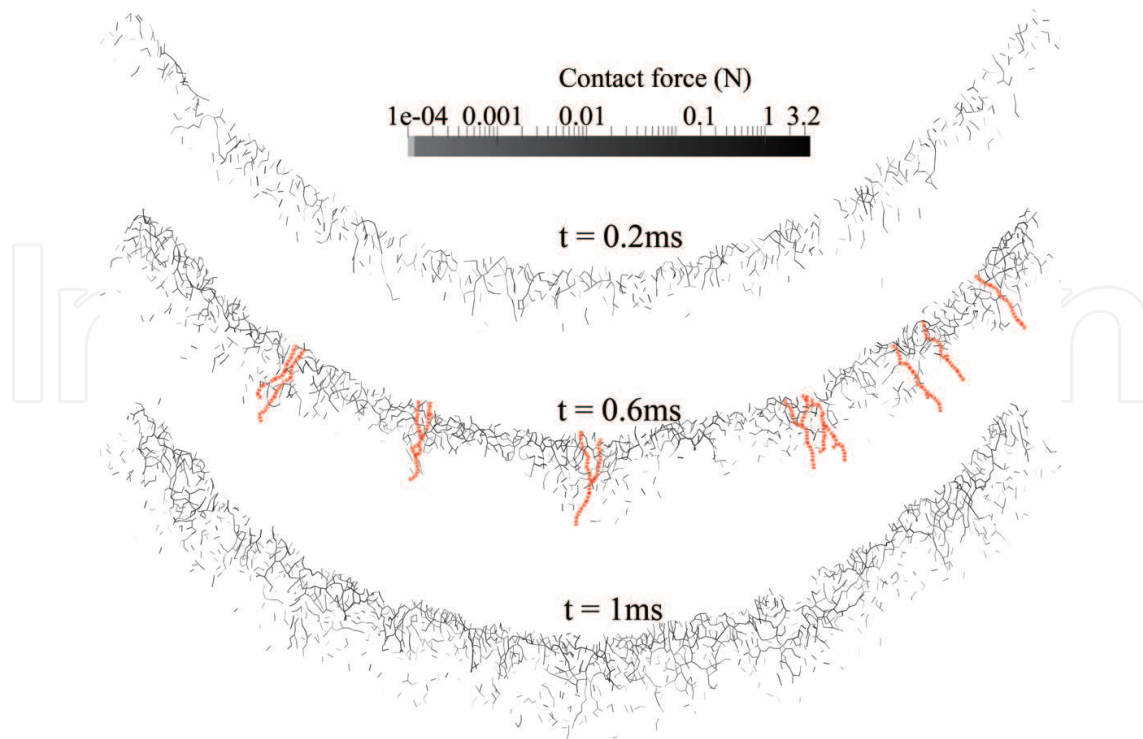 Contact force (N)
1e-04 0.001 0.01 0.1 1 3.2
t = 0.2ms
t = 0.6ms
t = 1ms